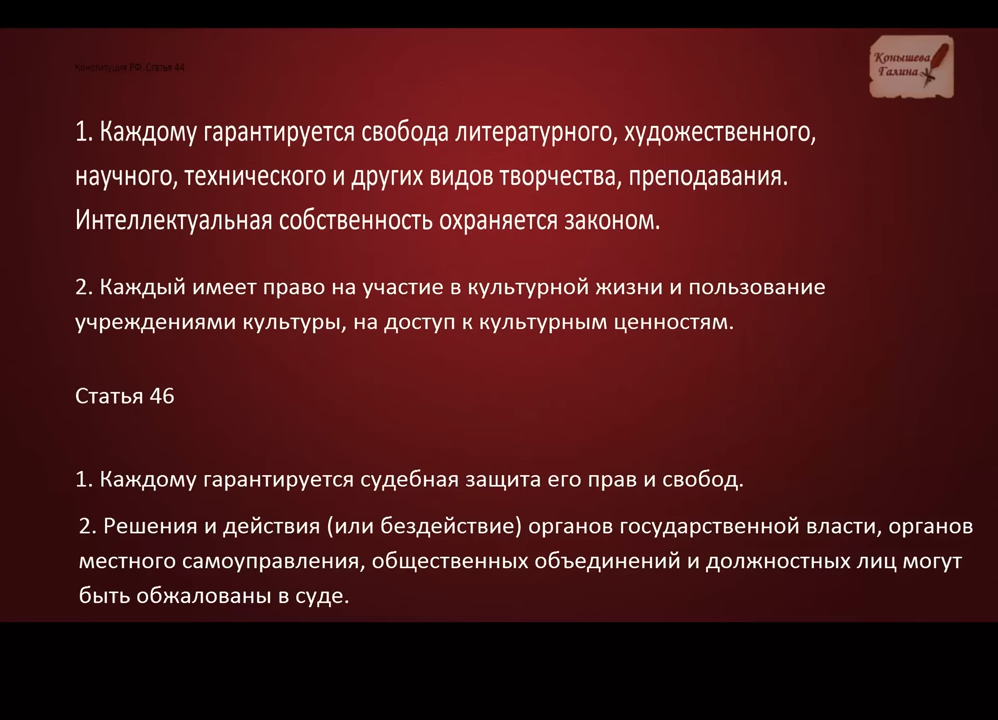 Конституция РФ. Статья 44
Конышева
Галина
1. Каждому гарантируется свобода литературного, художественного,
научного, технического и других видов творчества, преподавания.
Интеллектуальная собственность охраняется законом.
2. Каждый имеет право на участие в культурной жизни и пользование
учреждениями культуры, на доступ к культурным ценностям.
Статья 46
1. Каждому гарантируется судебная защита его прав и свобод.
2. Решения и действия (или бездействие) органов государственной власти, органов
местного самоуправления, общественных объединений и должностных лиц могут
быть обжалованы в суде.